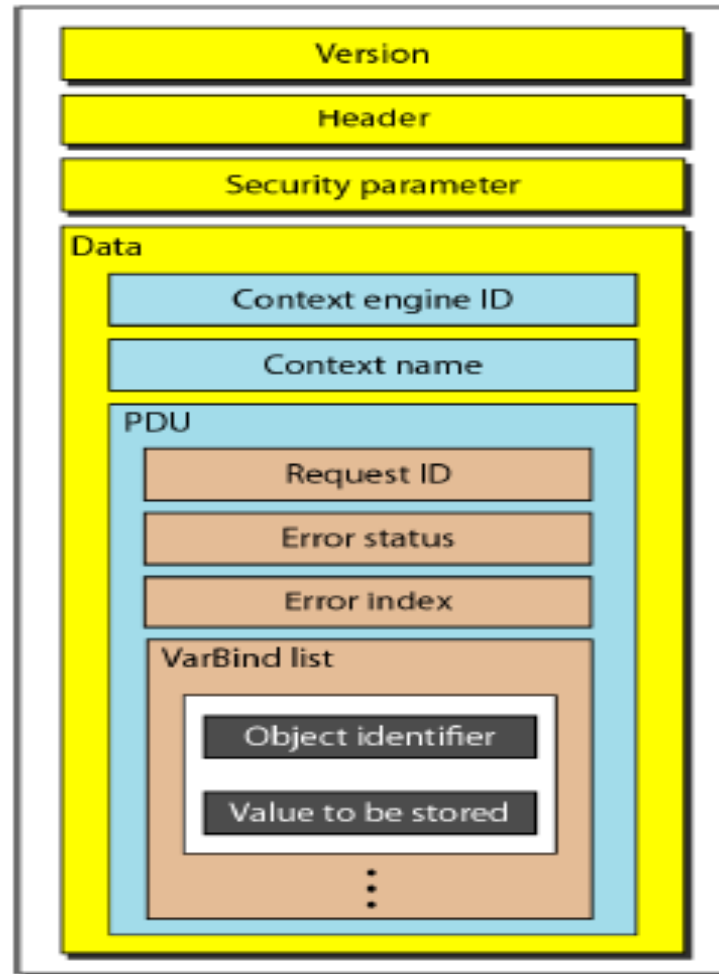 Version
Header
Security parameter
Data
Context engine ID
Context name
PDU
Request ID
Error status
Error index
VarBind list
Object identifier
Value to be stored